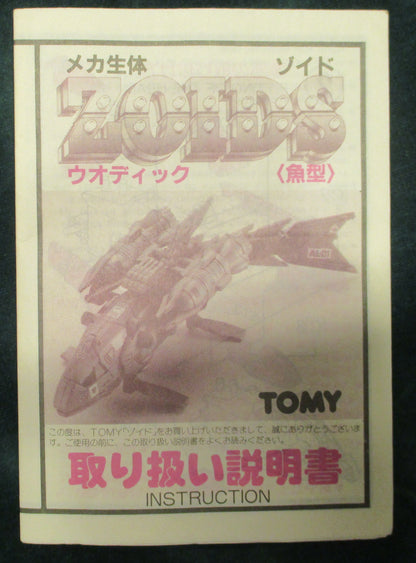 メカ生体 ゾイド
ZOIDS
ウオディック 〈魚型〉
TOMY
この度は、TOMY「ゾイド」をお買い上げいただきまして、誠にありがとうございま
す。ご使用の前に、この取り扱い説明書をよくお読みください。
取り扱い説明書
INSTRUCTION